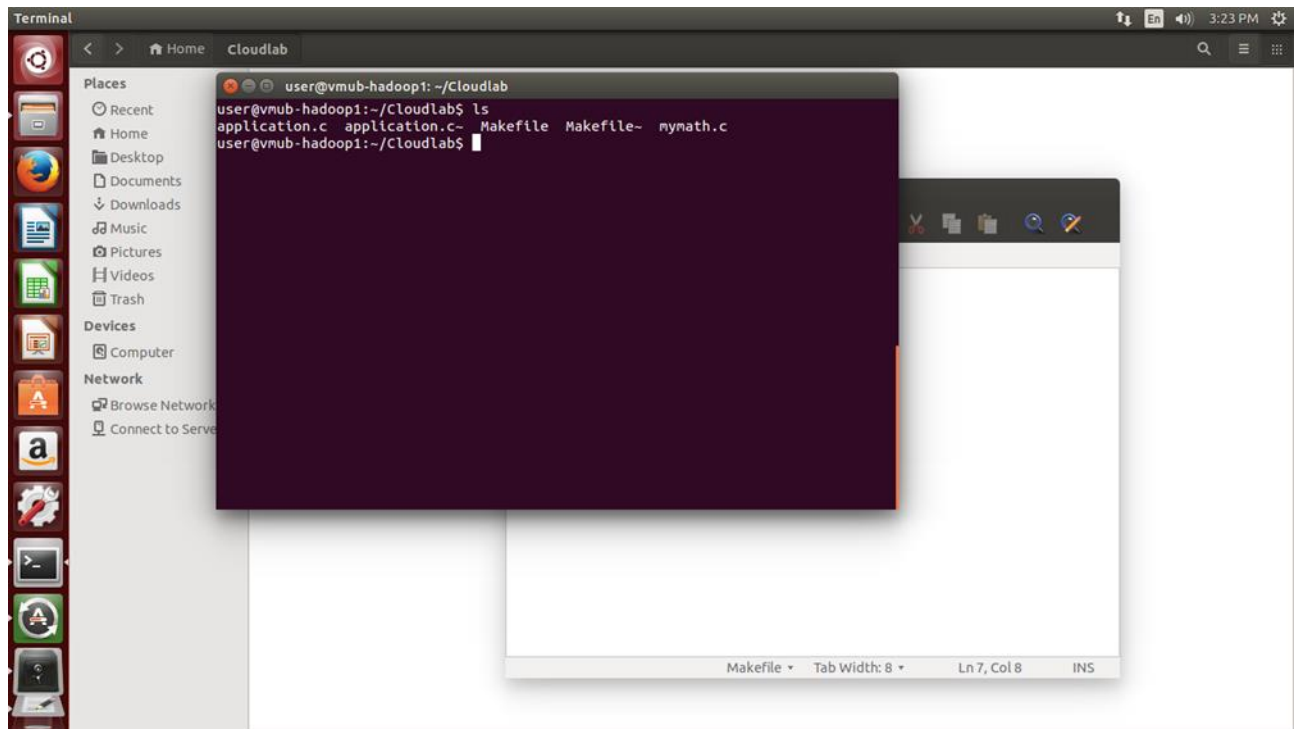 Terminal
En 3:23 PM
Home Cloudlab
Places
Recent
Home
Desktop
Documents
Downloads
Music
Pictures
Videos
Trash
Devices
Computer
Network
Browse Network
Connect to Serve
user@vmub-hadoop1: ~/Cloudlab
user@vmub-hadoop1:~/Cloudlab$ ls
application.c application.c~ Makefile Makefile~ mymath.c
user@vmub-hadoop1:~/Cloudlab$
Makefile Tab Width: 8 Ln 7, Col 8 INS